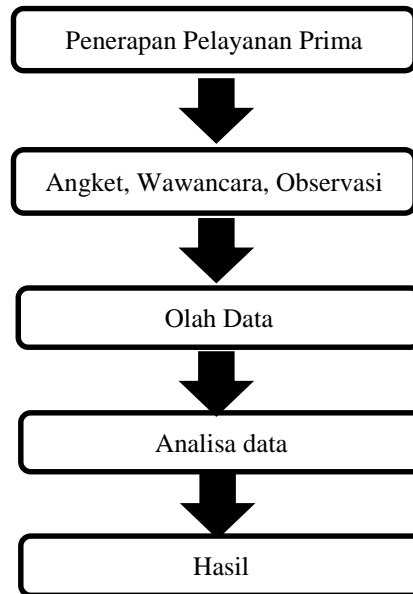 Penerapan Pelayanan Prima
Angket, Wawancara, Observasi
Olah Data
Analisa data
Hasil